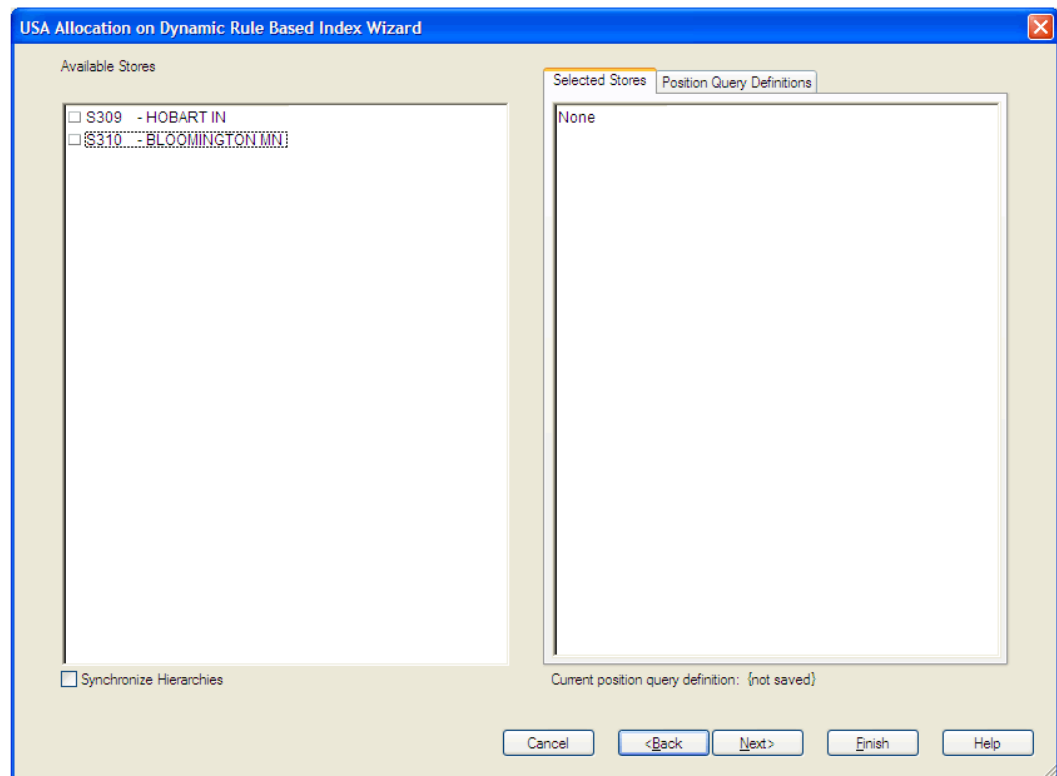 USA Allocation on Dynamic Rule Based Index Wizard
Available Stores
S309 - HOBART IN
S310 - BLOOMINGTON MN
Synchronize Hierarchies
Selected Stores
Position Query Definitions
None
Current position query definition: {not saved}
Cancel
<Back
Next>
Finish
Help